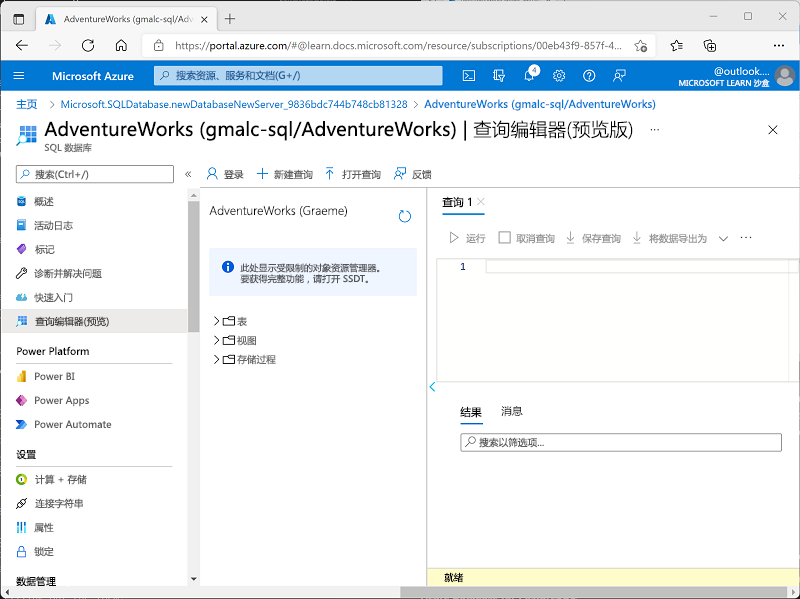 AdventureWorks (gmalc-sql/Adv
https://portal.azure.com/#@learn.docs.microsoft.com/resource/subscriptions/00eb43f9-857f-4...
Microsoft Azure
搜索资源、服务和文档(G+/)
4
@outlook....
MICROSOFT LEARN 沙盒
主页 > Microsoft.SQLDatabase.newDatabaseNewServer_9836bdc744b748cb81328 > AdventureWorks (gmalc-sql/AdventureWorks)
AdventureWorks (gmalc-sql/AdventureWorks) | 查询编辑器(预览版) ...
SQL 数据库
搜索(Ctrl+/)
«
登录
新建查询
打开查询
反馈
概述
活动日志
标记
诊断并解决问题
快速入门
查询编辑器(预览)
Power Platform
Power BI
Power Apps
Power Automate
设置
计算 + 存储
连接字符串
属性
锁定
数据管理
AdventureWorks (Graeme)
此处显示受限制的对象资源管理器。
要获得完整功能，请打开 SSDT。
表
视图
存储过程
查询 1
运行
取消查询
保存查询
将数据导出为
...
1
结果
消息
搜索以筛选项...
就绪